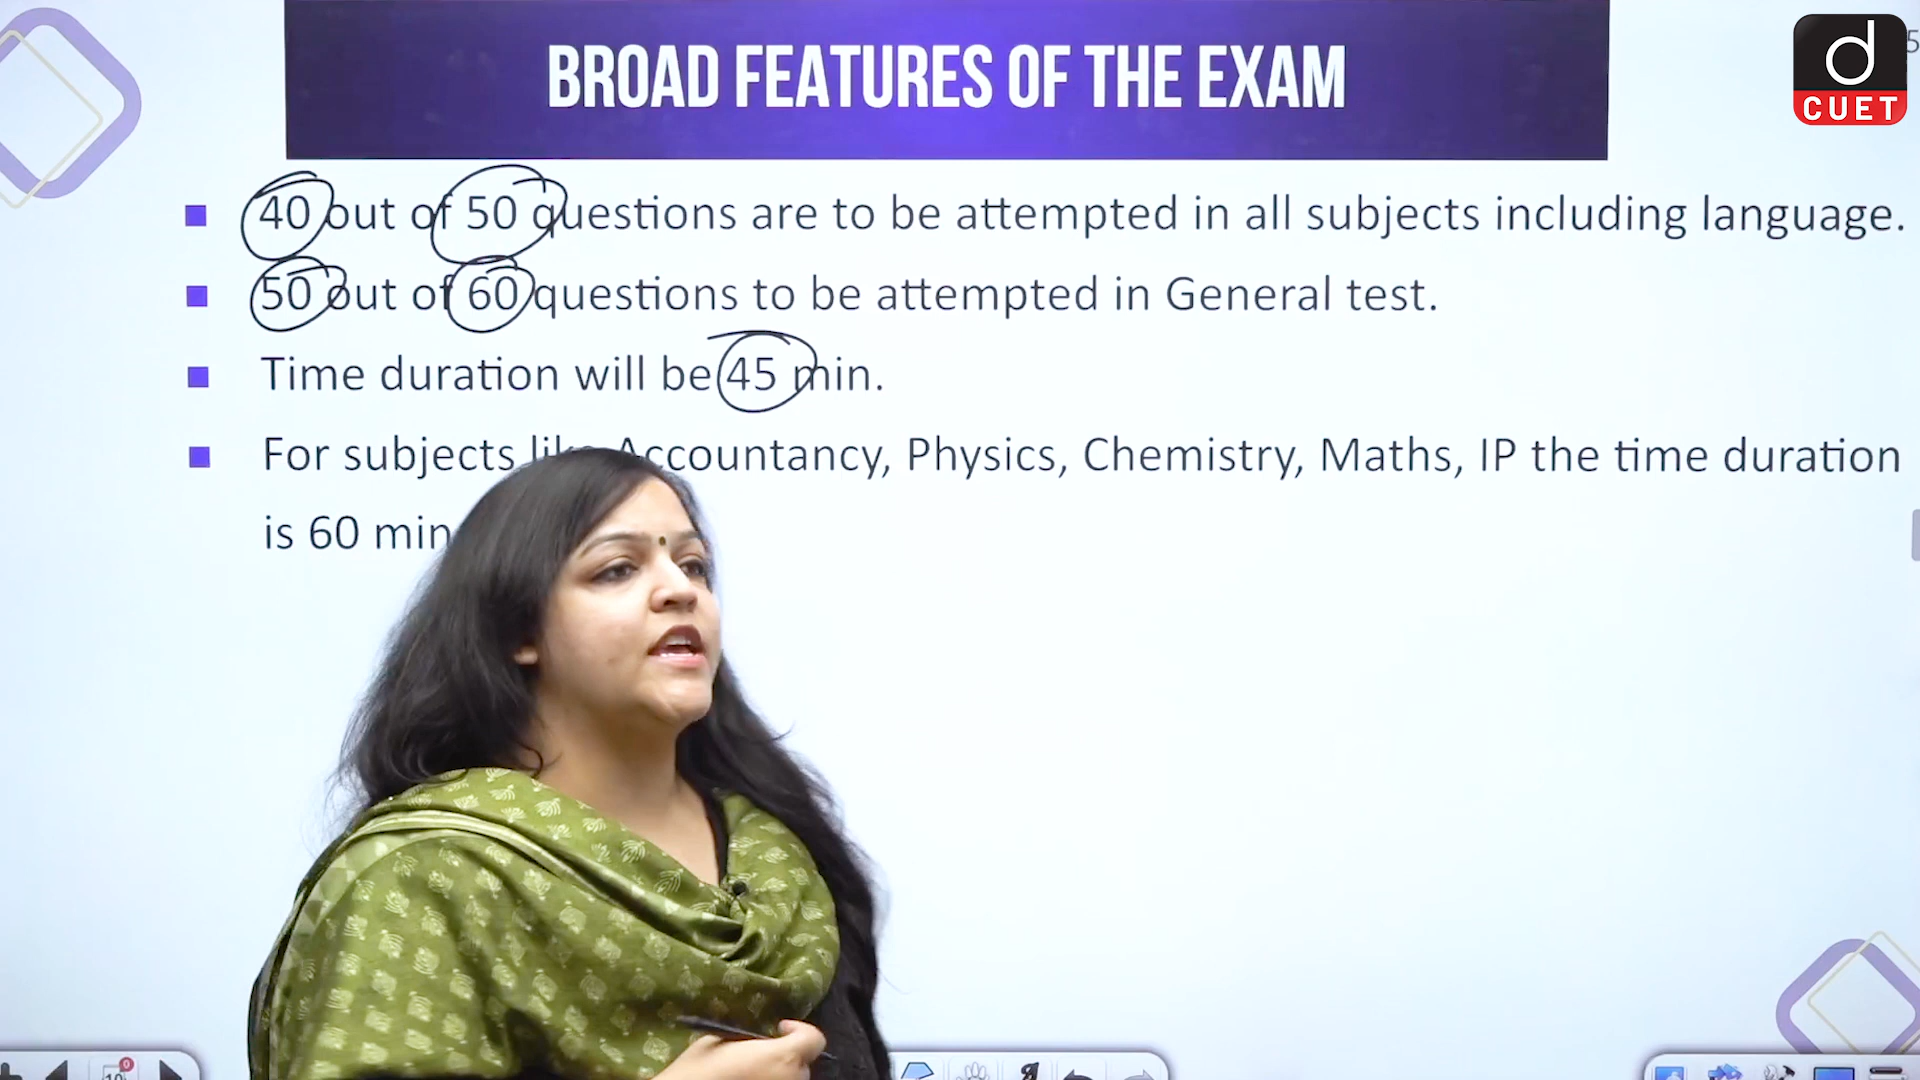 BROAD FEATURES OF THE EXAM
d
CUET
40 out of 50 questions are to be attempted in all subjects including language.
50 out of 60 questions to be attempted in General test.
Time duration will be 45 min.
For subjects like Accountancy, Physics, Chemistry, Maths, IP the time duration
is 60 min